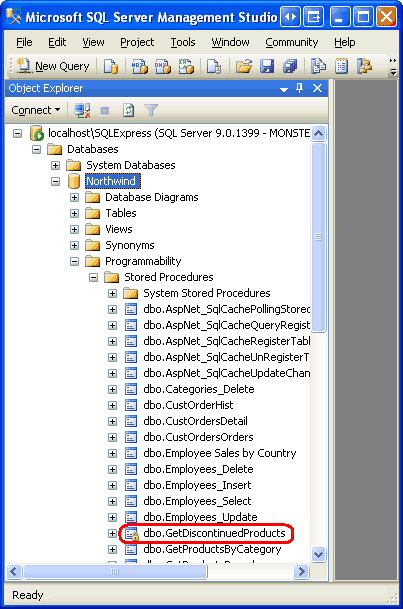 Microsoft SQL Server Management Studio
File Edit View Project Tools Window Community Help
New Query
Object Explorer
Connect
localhost\SQLExpress (SQL Server 9.0.1399 - MONSTE
Databases
System Databases
Northwind
Database Diagrams
Tables
Views
Synonyms
Programmability
Stored Procedures
System Stored Procedures
dbo.AspNet_SqlCachePollingStored
dbo.AspNet_SqlCacheQueryRegist
dbo.AspNet_SqlCacheRegisterTabl
dbo.AspNet_SqlCacheUnRegisterT
dbo.AspNet_SqlCacheUpdateChan
dbo.Categories_Delete
dbo.CustOrderHist
dbo.CustOrdersDetail
dbo.CustOrdersOrders
dbo.Employee Sales by Country
dbo.Employees_Delete
dbo.Employees_Insert
dbo.Employees_Select
dbo.Employees_Update
dbo.GetDiscontinuedProducts
dbo.GetProductsByCategory
Ready